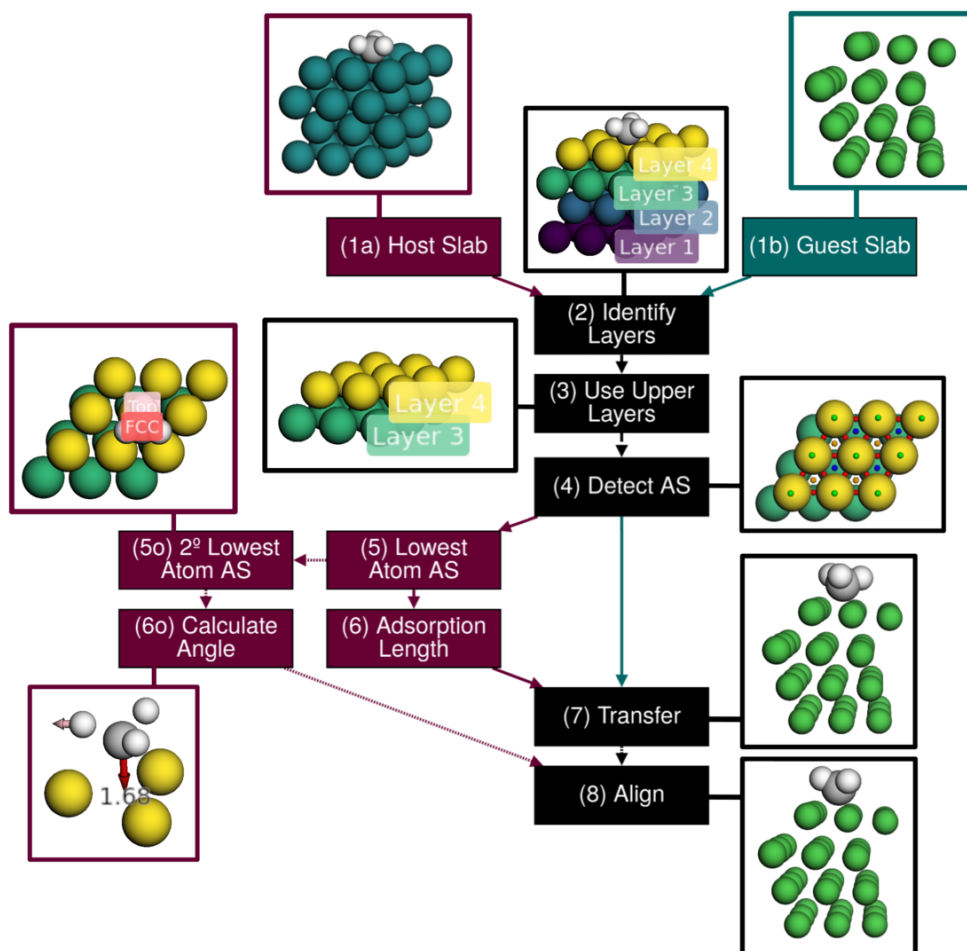 Layer 4
Layer 3
Layer 2
Layer 1
(1a) Host Slab
(1b) Guest Slab
(2) Identify
Layers
(3) Use Upper
Layers
Layer 4
Layer 3
Top
FCC
(4) Detect AS
(5o) 2º Lowest
Atom AS
(5) Lowest
Atom AS
(6o) Calculate
Angle
(6) Adsorption
Length
(7) Transfer
(8) Align
1.68